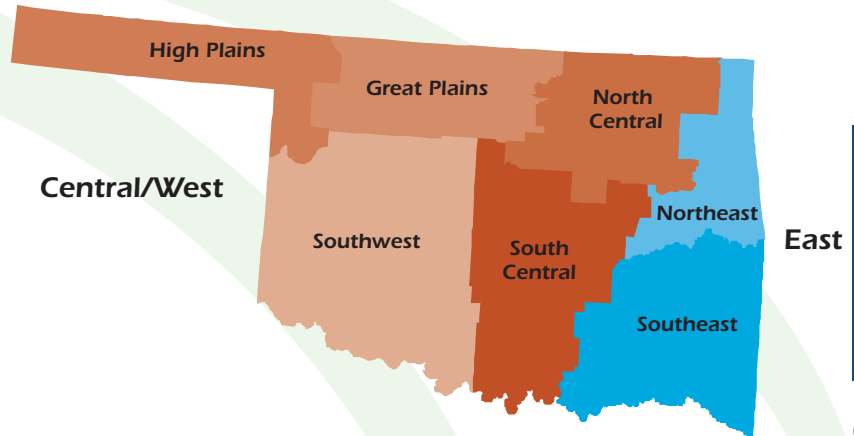 High Plains
Great Plains
North
Central
Central/West
Northeast
Southwest
South
Central
East
Southeast